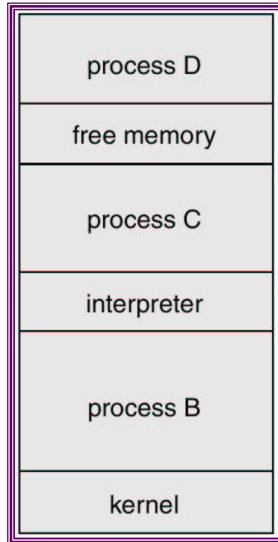 process D
free memory
process C
interpreter
process B
kernel